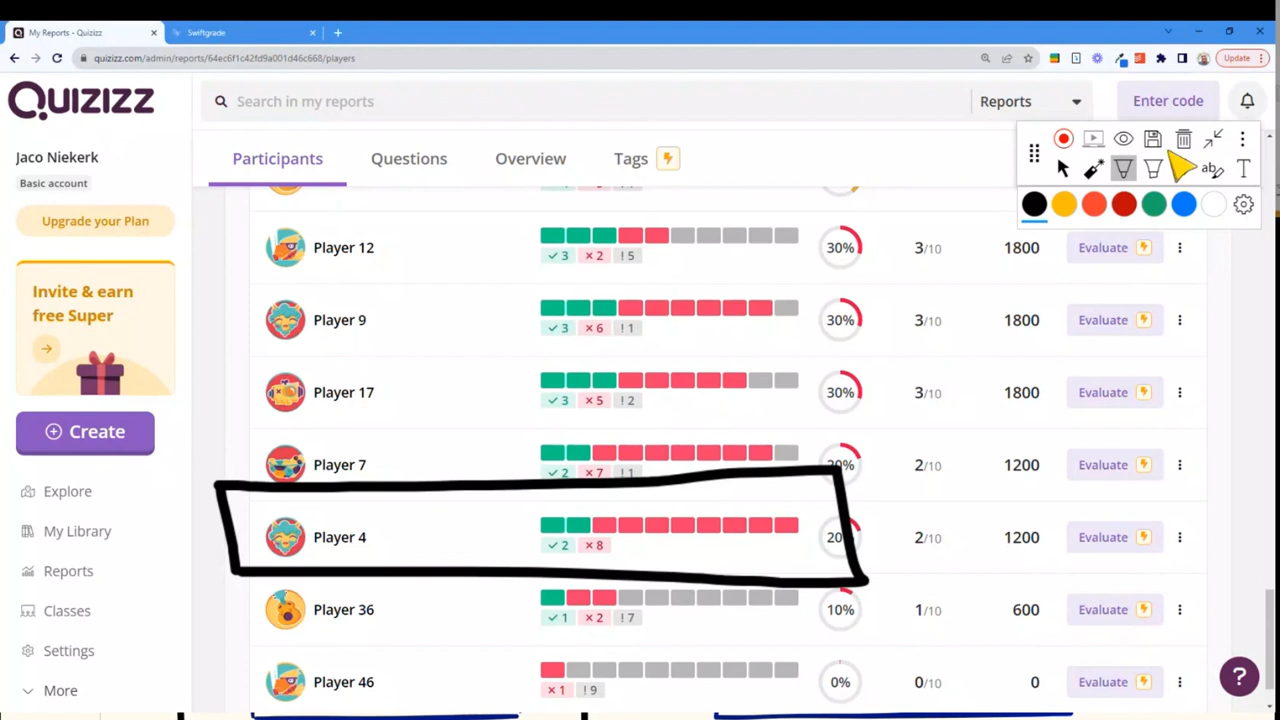 My Reports - Quizizz
Swiftgrade
quizizz.com/admin/reports/64ec6f1c42fd9a001d46c668/players
Update
QUIZIZZ
Search in my reports
Reports
Enter code
Jaco Niekerk
Basic account
Participants
Questions
Overview
Tags
Upgrade your Plan
Invite & earn
free Super
Create
Explore
My Library
Reports
Classes
Settings
More
Player 12
3 2 ! 5
30%
3/10
1800
Evaluate
Player 9
3 6 ! 1
30%
3/10
1800
Evaluate
Player 17
3 5 ! 2
30%
3/10
1800
Evaluate
Player 7
2 7 ! 1
20%
2/10
1200
Evaluate
Player 4
2 8
2/10
1200
Evaluate
Player 36
1 2 ! 7
10%
1/10
600
Evaluate
Player 46
1 ! 9
0%
0/10
0
Evaluate
ab
T
?